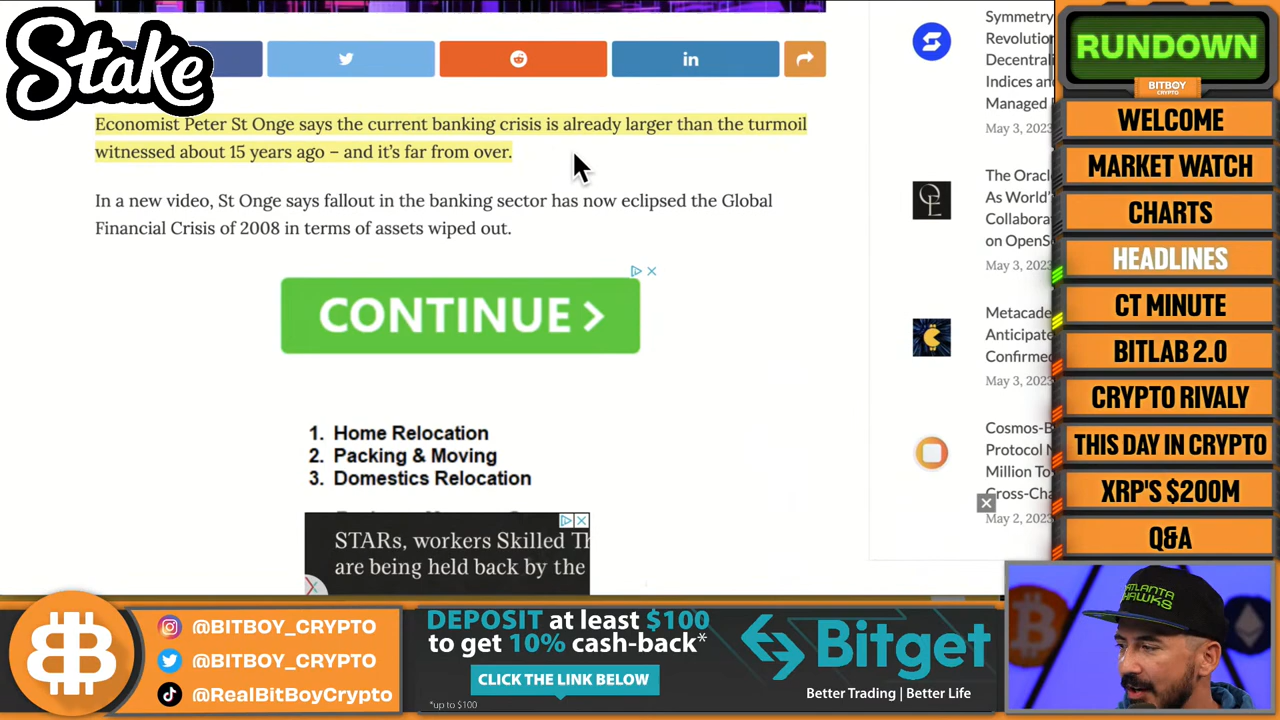 Stake
Economist Peter St Onge says the current banking crisis is already larger than the turmoil
witnessed about 15 years ago – and it's far from over.
In a new video, St Onge says fallout in the banking sector has now eclipsed the Global
Financial Crisis of 2008 in terms of assets wiped out.
CONTINUE >
1. Home Relocation
2. Packing & Moving
3. Domestics Relocation
STARs, workers Skilled Th
are being held back by the
Symmetry
Revolution
Decentrali
Indices and
Managed
May 3, 2023
The Oracle
As World's
Collaborat
on OpenS
May 3, 2023
Metacade
Anticipate
Confirmed
May 3, 2023
Cosmos-B
Protocol
Million To
Cross-Cha
May 2, 2023
RUNDOWN
BITBOY
CRYPTO
WELCOME
MARKET WATCH
CHARTS
HEADLINES
CT MINUTE
BITLAB 2.0
CRYPTO RIVALY
THIS DAY IN CRYPTO
XRP'S $200M
Q&A
ATLANTA
HAWKS
@BITBOY_CRYPTO
@BITBOY_CRYPTO
@RealBitBoyCrypto
DEPOSIT at least $100
to get 10% cash-back*
CLICK THE LINK BELOW
*up to $100
Bitget
Better Trading | Better Life